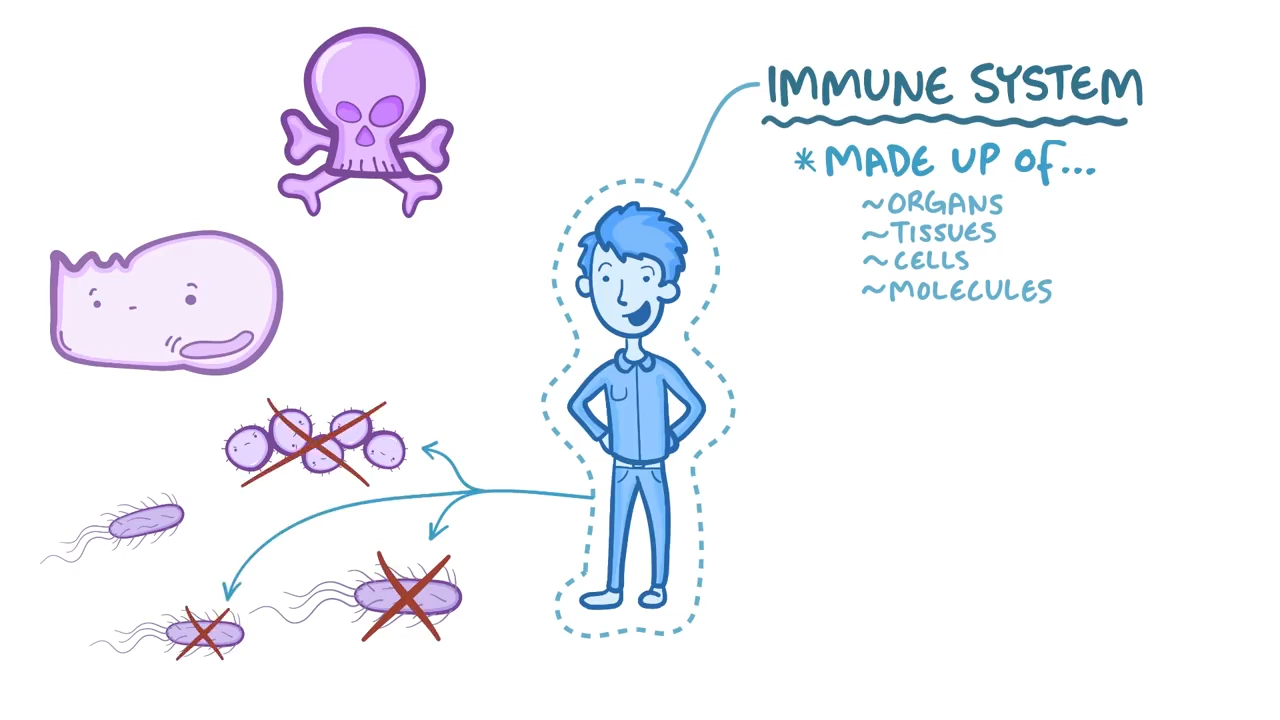 IMMUNE SYSTEM
* MADE UP Of...
~ORGANS
~TISSUES
~CELLS
~MOLECULES